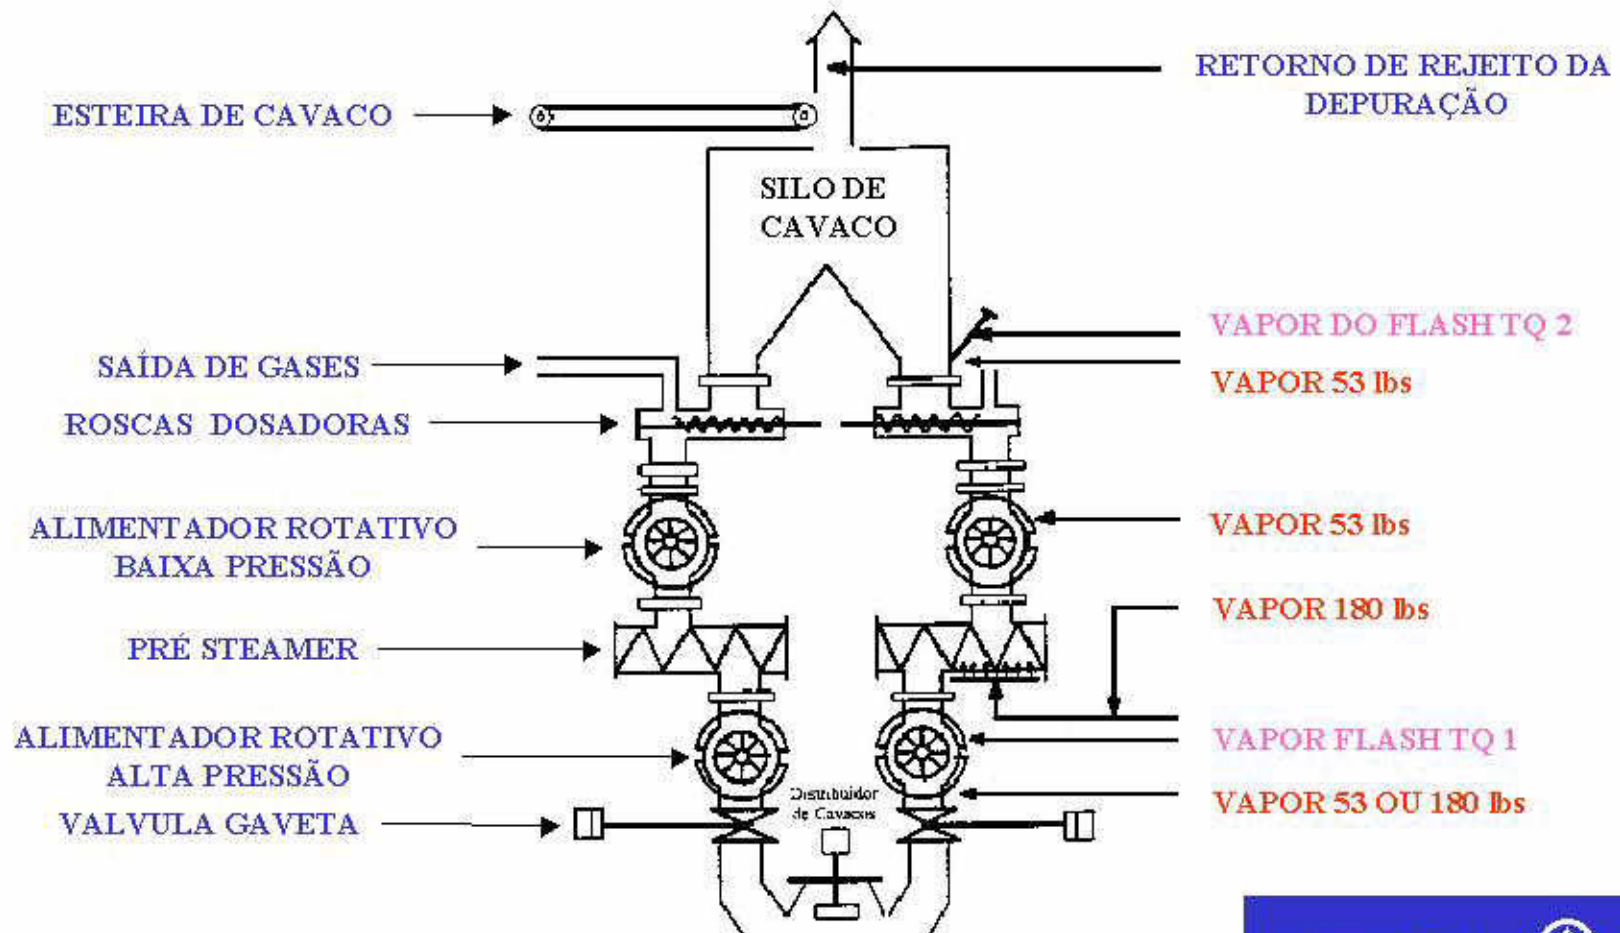 RETORNO DE REJEITO DA
DEPURAÇÃO
ESTEIRA DE CAVACO
SILO DE
CAVACO
VAPOR DO FLASH TQ 2
SAÍDA DE GASES
VAPOR 53 lbs
ROSCAS DOSADORAS
ALIMENTADOR ROTATIVO
BAIXA PRESSÃO
VAPOR 53 lbs
VAPOR 180 lbs
PRÉ STEAMER
ALIMENTADOR ROTATIVO
ALTA PRESSÃO
VAPOR FLASH TQ 1
Distribuidor
de Cavacos
VAPOR 53 OU 180 lbs
VALVULA GAVETA